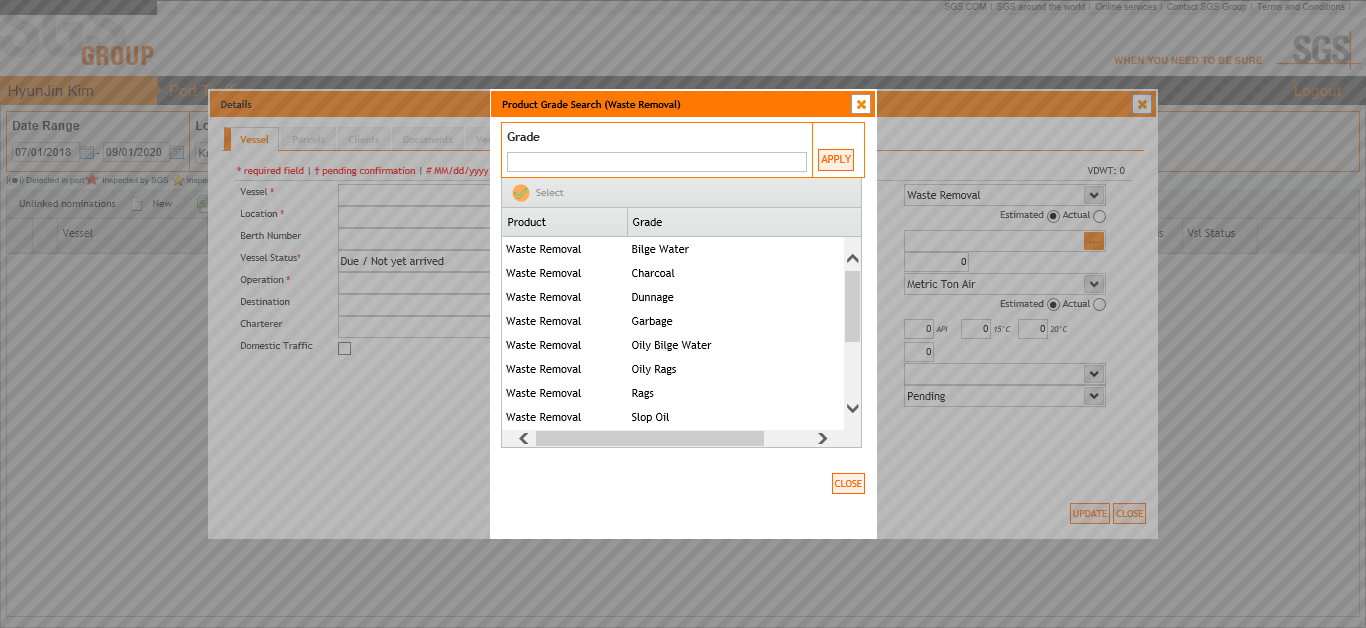 SGS.COM | SGS around the world | Online services | Contact SGS Group | Terms and Conditions |
SGS
GROUP
WHEN YOU NEED TO BE SURE
SGS
HyunJin Kim
Port
Logout
Date Range
07/01/2018 - 09/01/2020
Detected in port Inspected by SGS
Unlinked nominations New
Vessel
Vsl Status
Details
Vessel Parcels Clients Documents
* required field | † pending confirmation | # MM/dd/yyyy
VDWT: 0
Vessel *
Location *
Berth Number
Vessel Status* Due / Not yet arrived
Operation *
Destination
Charterer
Domestic Traffic
Waste Removal
Estimated Actual
...
0
Metric Ton Air
Estimated Actual
0 API 0 15°C 0 20°C
0
Pending
UPDATE CLOSE
Product Grade Search (Waste Removal)
Grade
APPLY
Select
Product Grade
Waste Removal Bilge Water
Waste Removal Charcoal
Waste Removal Dunnage
Waste Removal Garbage
Waste Removal Oily Bilge Water
Waste Removal Oily Rags
Waste Removal Rags
Waste Removal Slop Oil
CLOSE